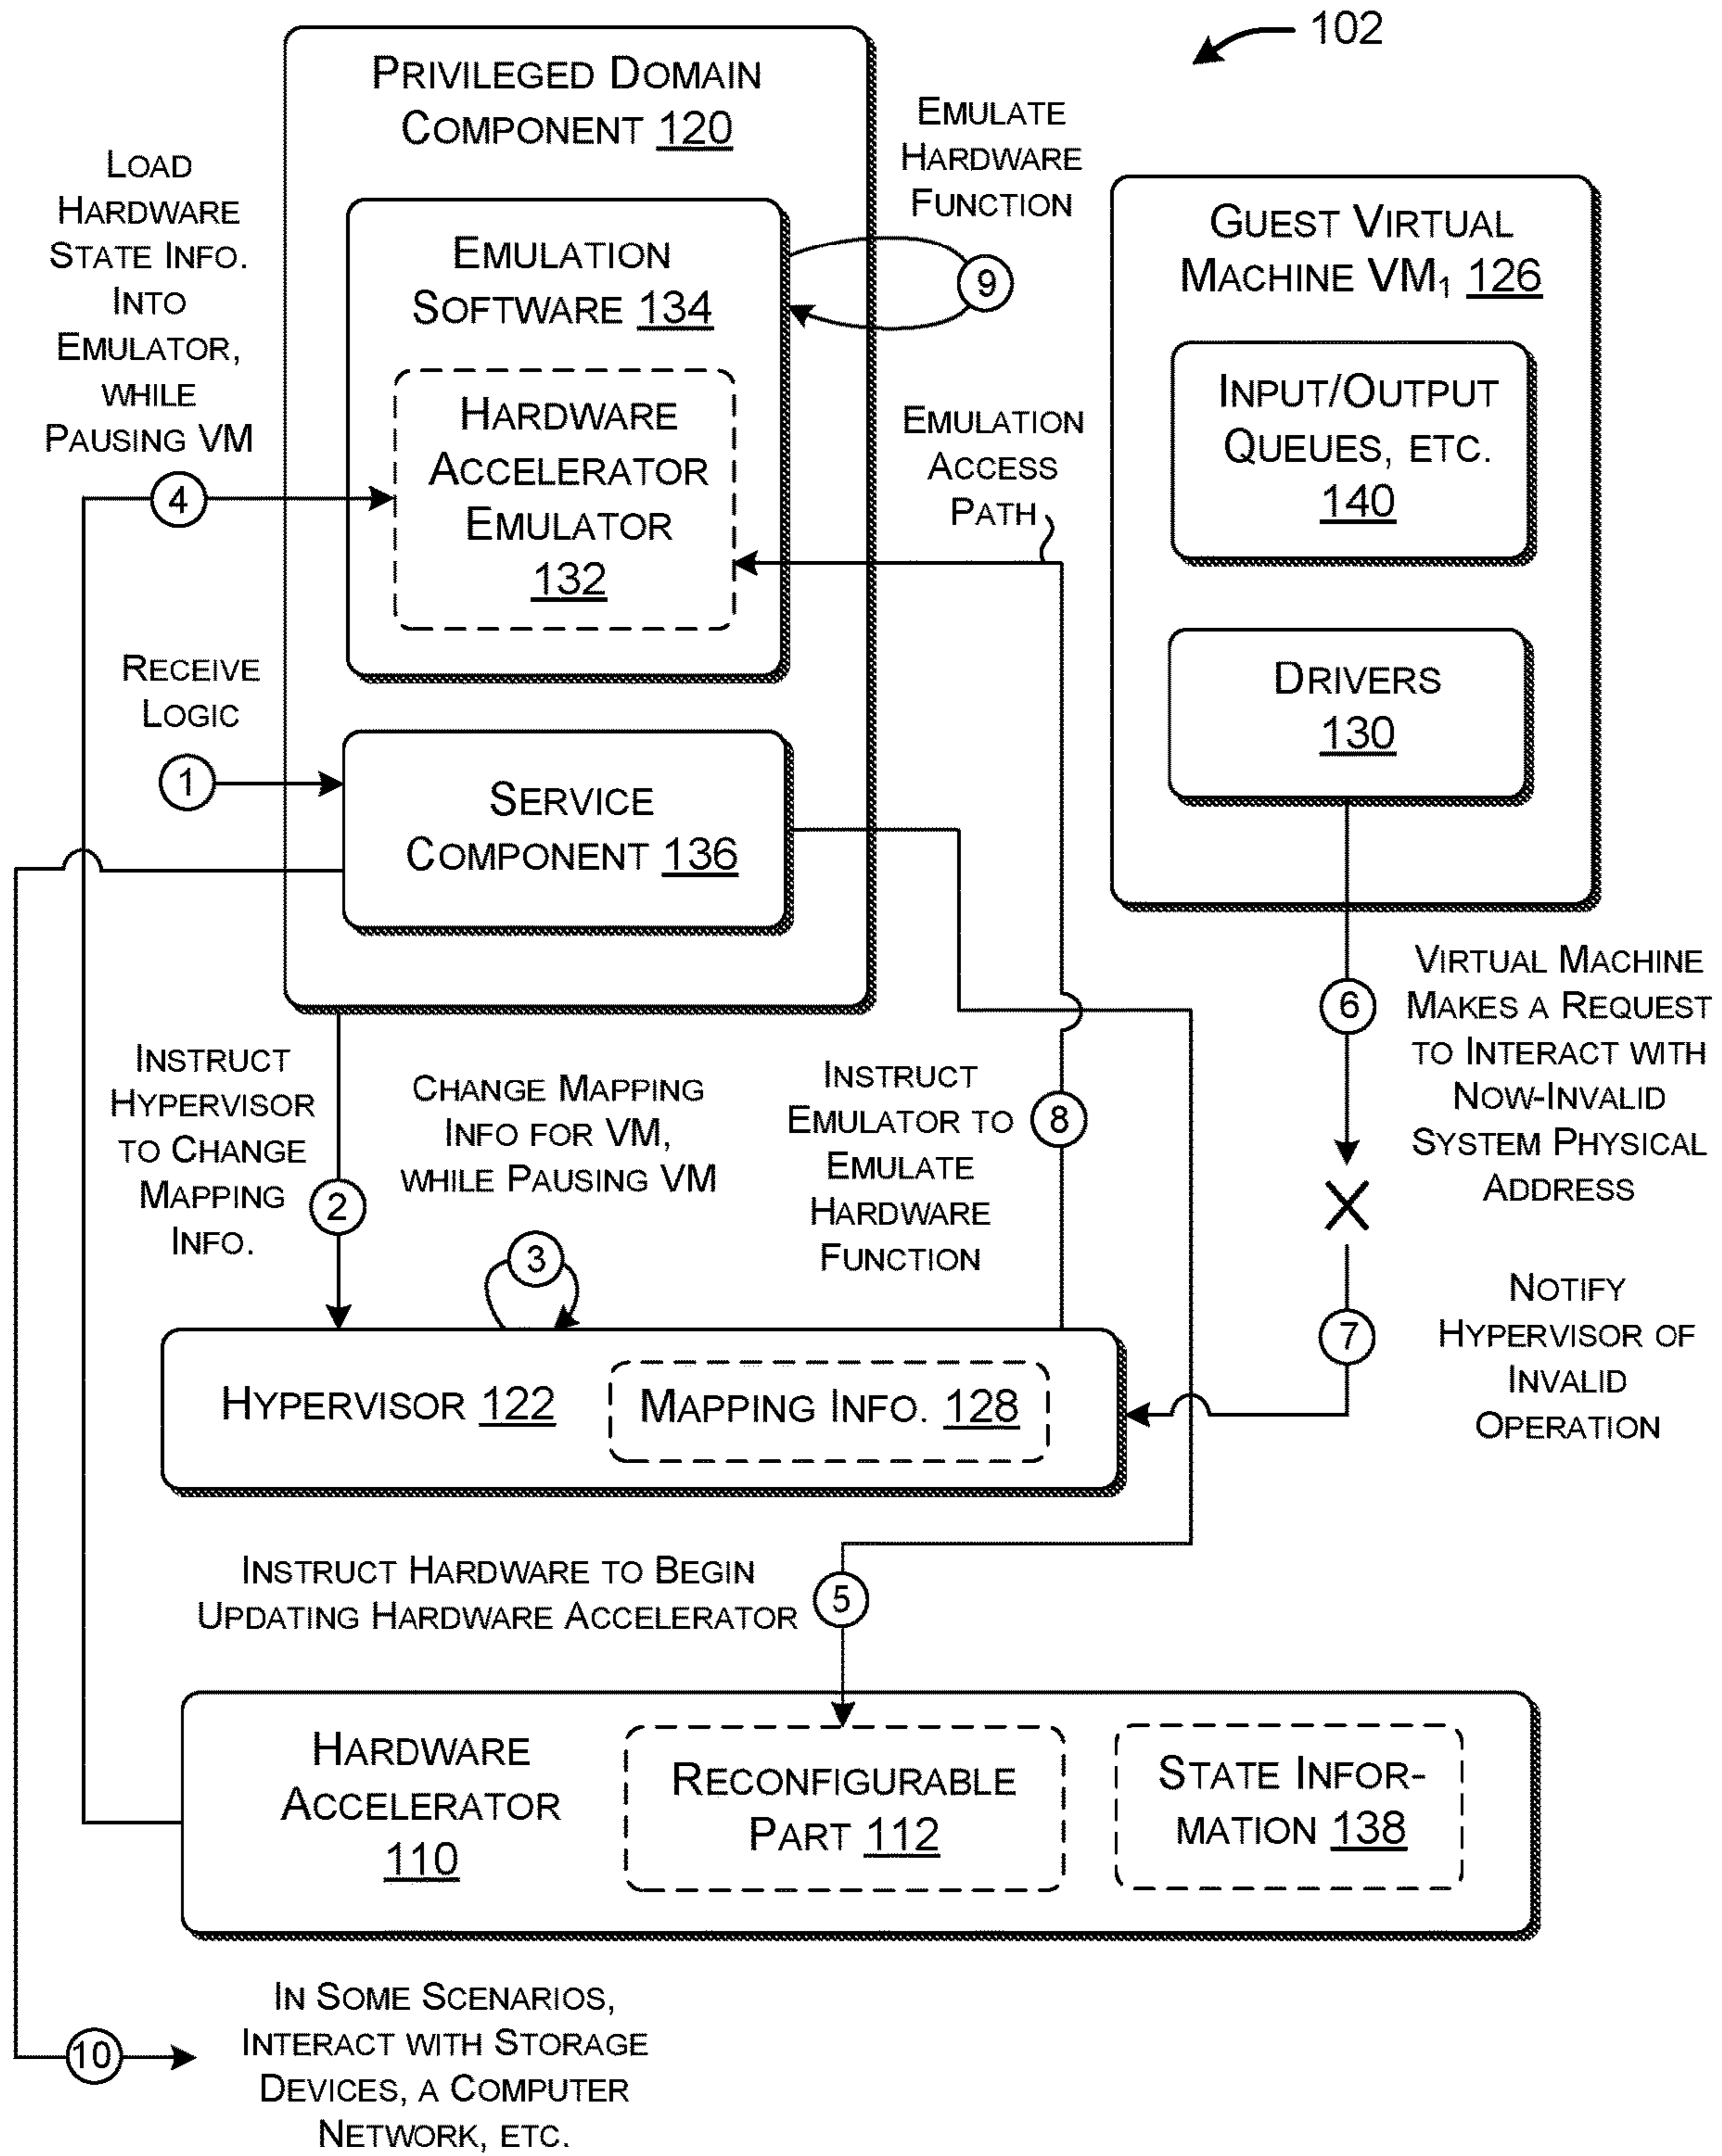 102
PRIVILEGED DOMAIN
COMPONENT 120
EMULATE
HARDWARE
FUNCTION
LOAD
HARDWARE
STATE INFO.
INTO
EMULATOR,
WHILE
PAUSING VM
4
EMULATION
SOFTWARE 134
9
HARDWARE
ACCELERATOR
EMULATOR
132
EMULATION
ACCESS
PATH
GUEST VIRTUAL
MACHINE VM1 126
INPUT/OUTPUT
QUEUES, ETC.
140
DRIVERS
130
RECEIVE
LOGIC
1
SERVICE
COMPONENT 136
6
VIRTUAL MACHINE
MAKES A REQUEST
TO INTERACT WITH
NOW-INVALID
SYSTEM PHYSICAL
ADDRESS
INSTRUCT
HYPERVISOR
TO CHANGE
MAPPING
INFO.
2
CHANGE MAPPING
INFO FOR VM,
WHILE PAUSING VM
3
INSTRUCT
EMULATOR TO
EMULATE
HARDWARE
FUNCTION
8
7
NOTIFY
HYPERVISOR OF
INVALID
OPERATION
HYPERVISOR 122
MAPPING INFO. 128
INSTRUCT HARDWARE TO BEGIN
UPDATING HARDWARE ACCELERATOR
5
HARDWARE
ACCELERATOR
110
RECONFIGURABLE
PART 112
STATE INFOR-
MATION 138
10
IN SOME SCENARIOS,
INTERACT WITH STORAGE
DEVICES, A COMPUTER
NETWORK, ETC.